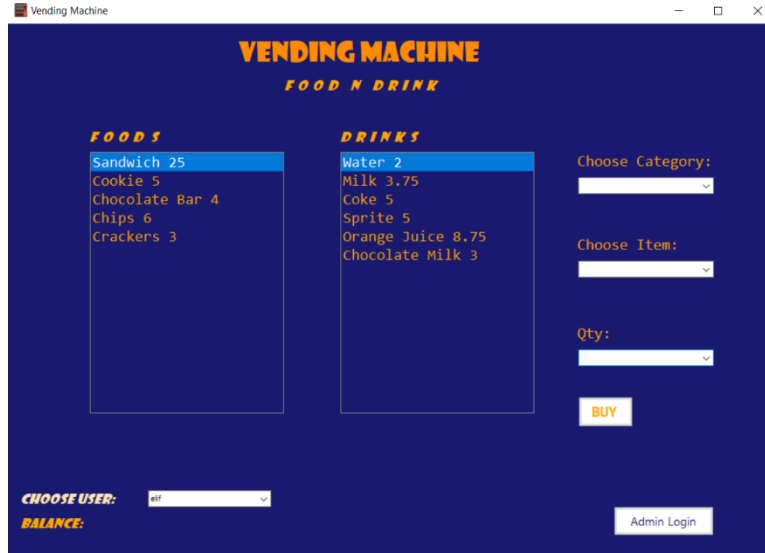 Vending Machine
VENDING MACHINE
FOOD N DRINK
FOODS
Sandwich 25
Cookie 5
Chocolate Bar 4
Chips 6
Crackers 3
DRINKS
Water 2
Milk 3.75
Coke 5
Sprite 5
Orange Juice 8.75
Chocolate Milk 3
Choose Category:
Choose Item:
Qty:
BUY
CHOOSE USER:
elif
BALANCE:
Admin Login